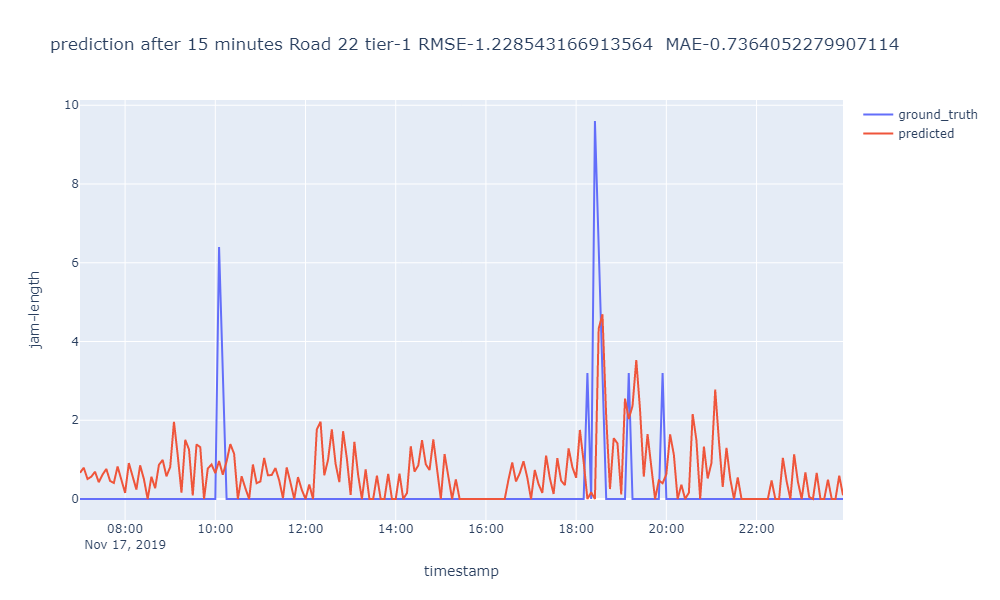 prediction after 15 minutes Road 22 tier-1 RMSE-1.228543166913564  MAE-0.7364052279907114
ground_truth
predicted
jam-length
10
8
6
4
2
0
08:00 10:00 12:00 14:00 16:00 18:00 20:00 22:00
Nov 17, 2019
timestamp